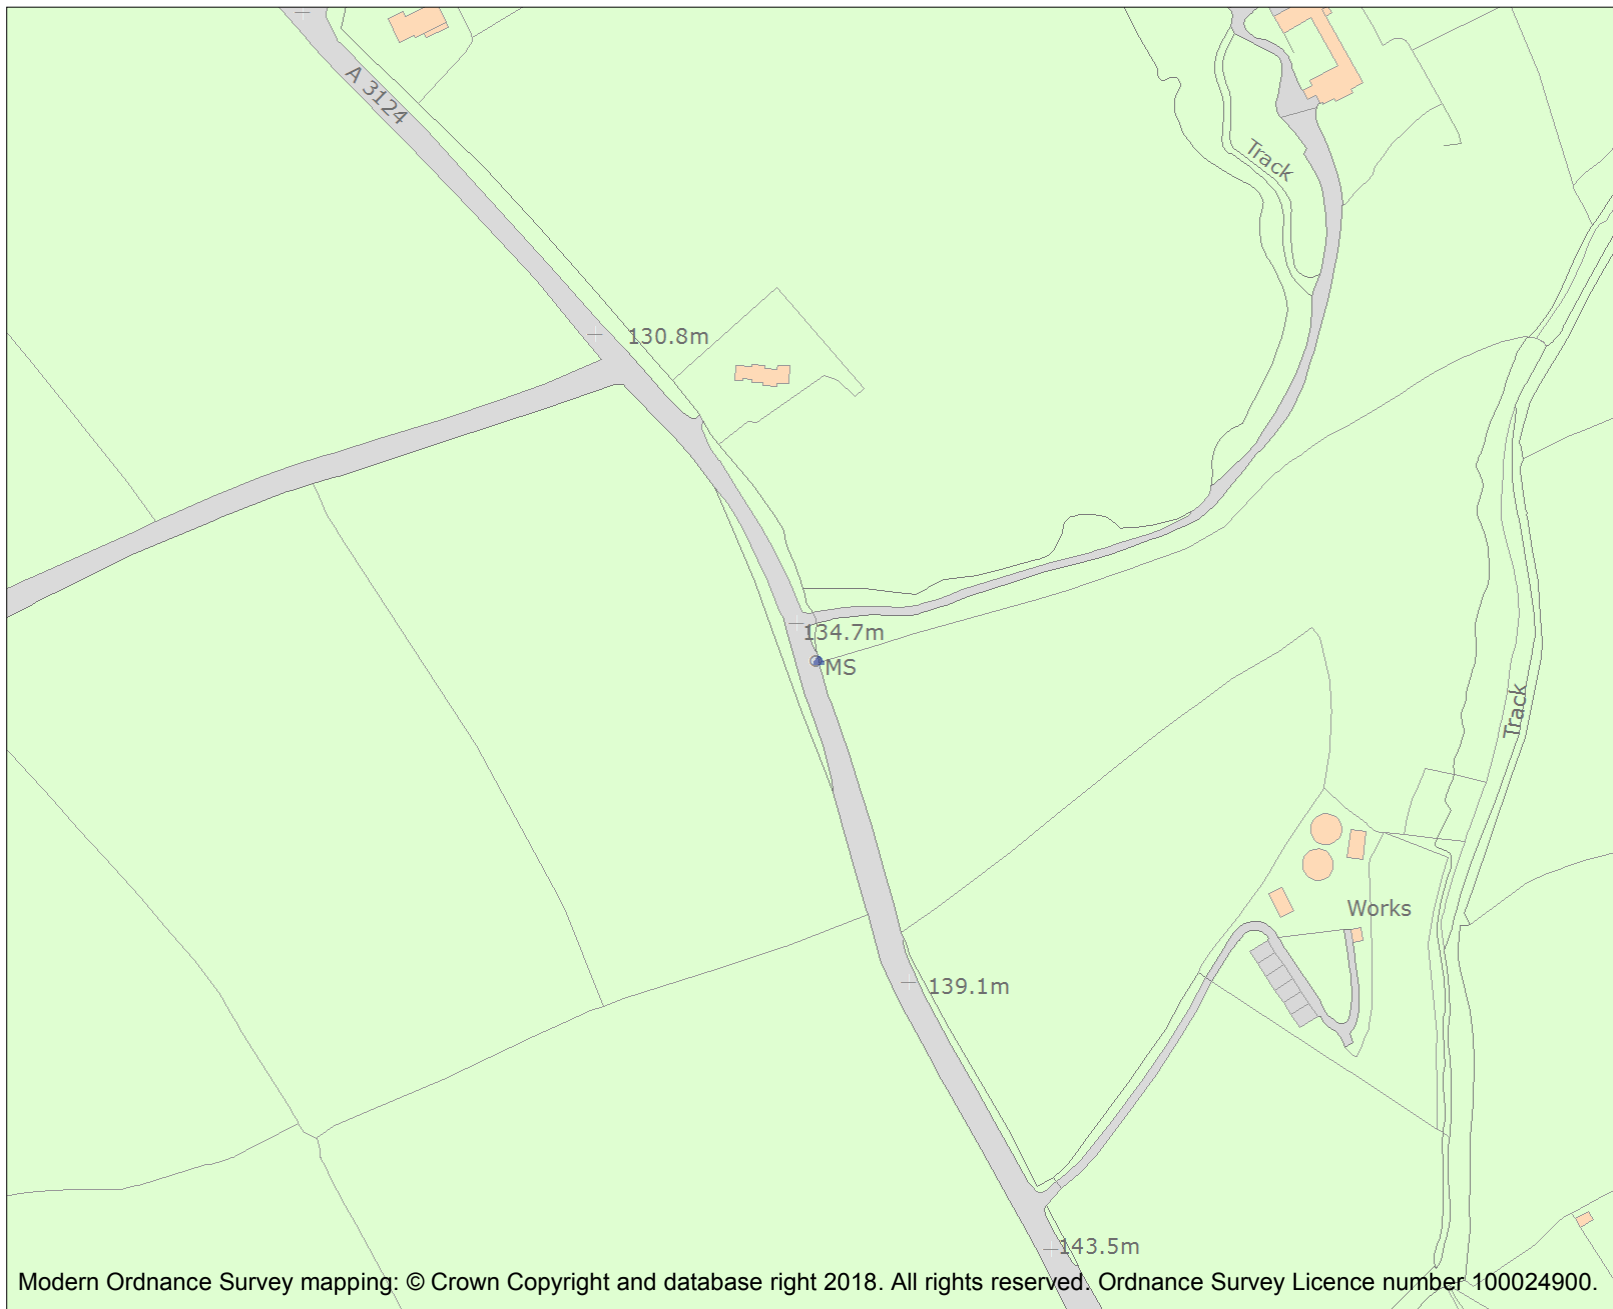 A 3124
Track
130.8m
134.7m
MS
Track
Works
139.1m
143.5m
Modern Ordnance Survey mapping: © Crown Copyright and database right 2018. All rights reserved. Ordnance Survey Licence number 100024900.